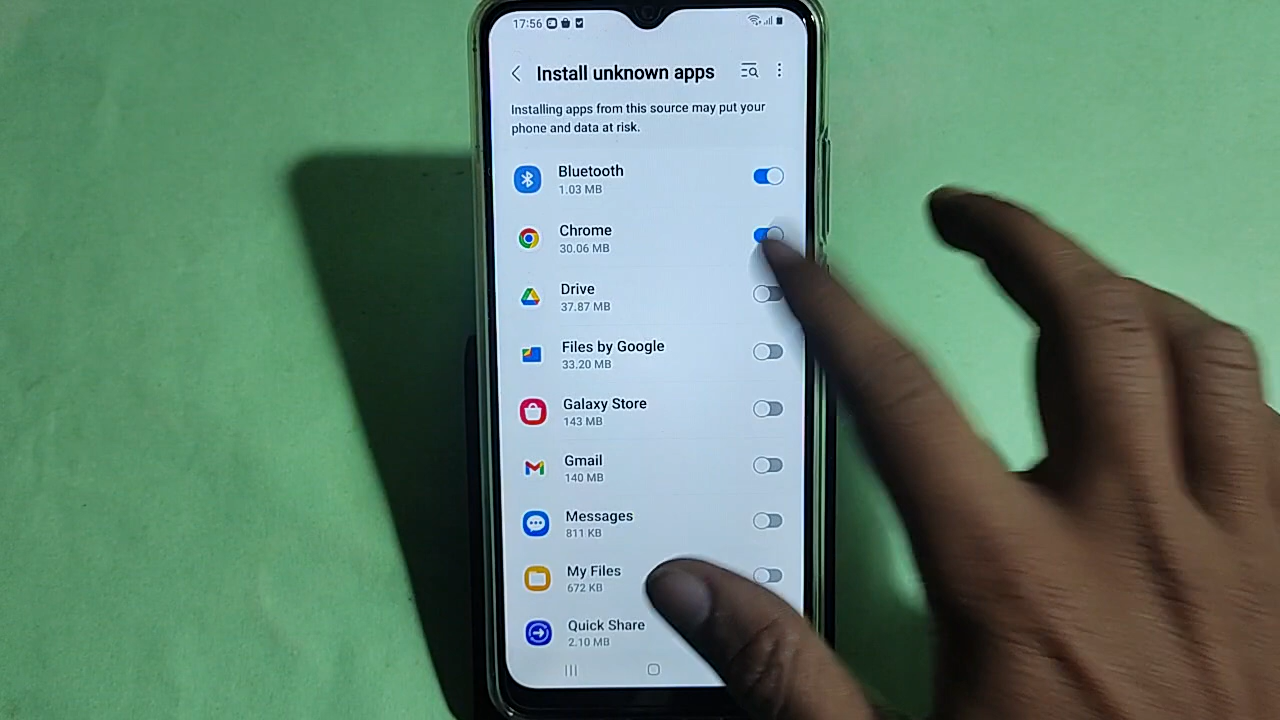 17:56
Install unknown apps
Installing apps from this source may put your
phone and data at risk.
Bluetooth
1.03 MB
Chrome
30.06 MB
Drive
37.87 MB
Files by Google
33.20 MB
Galaxy Store
143 MB
Gmail
140 MB
Messages
811 KB
My Files
672 KB
Quick Share
2.10 MB